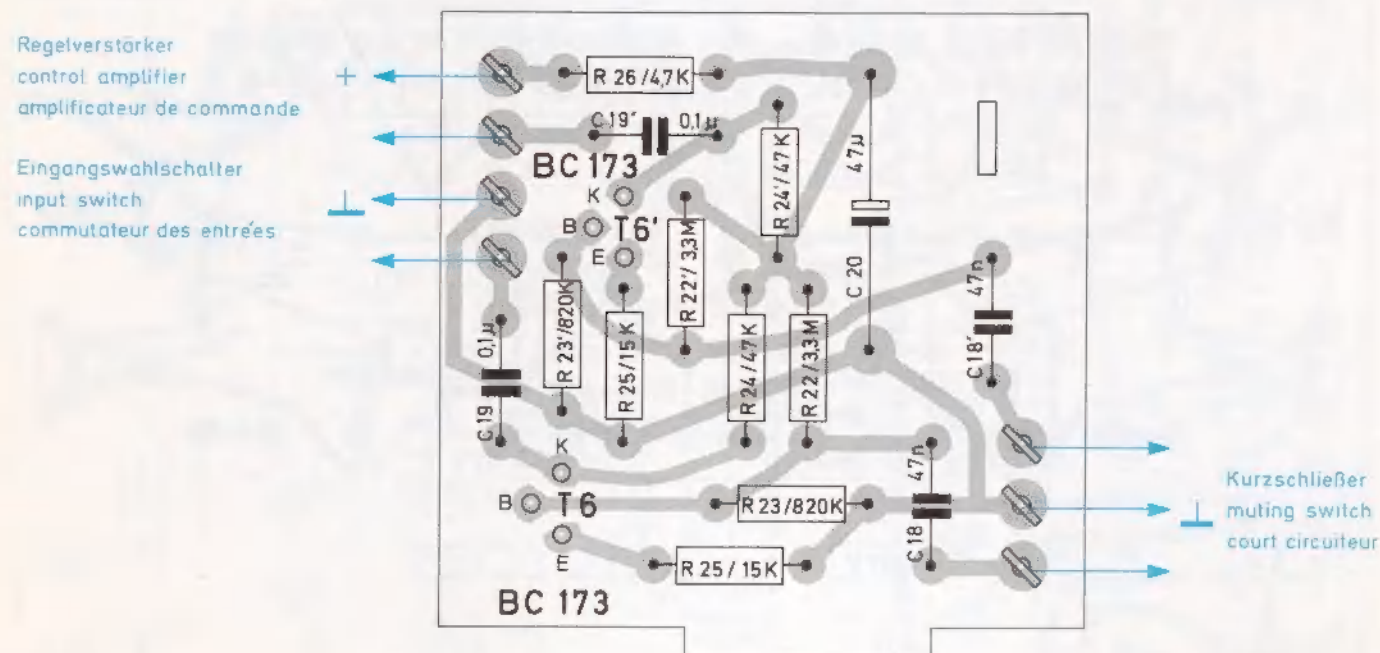 Regelverstärker
control amplifier
amplificateur de commande
+
Eingangswahlschalter
input switch
commutateur des entrées
R 26/4,7K
C 19' 0,1µ
BC 173
K
B T6'
E
R 24'/47K
47µ
C 20
R 22'/3,3M
47n
C 18'
0,1µ
C 19
R 23'/820K
R 25/15K
R 24/47K
R 22/3,3M
K
B T6
E
R 23/820K
47n
C 18
R 25/15K
BC 173
Kurzschließer
muting switch
court circuiteur